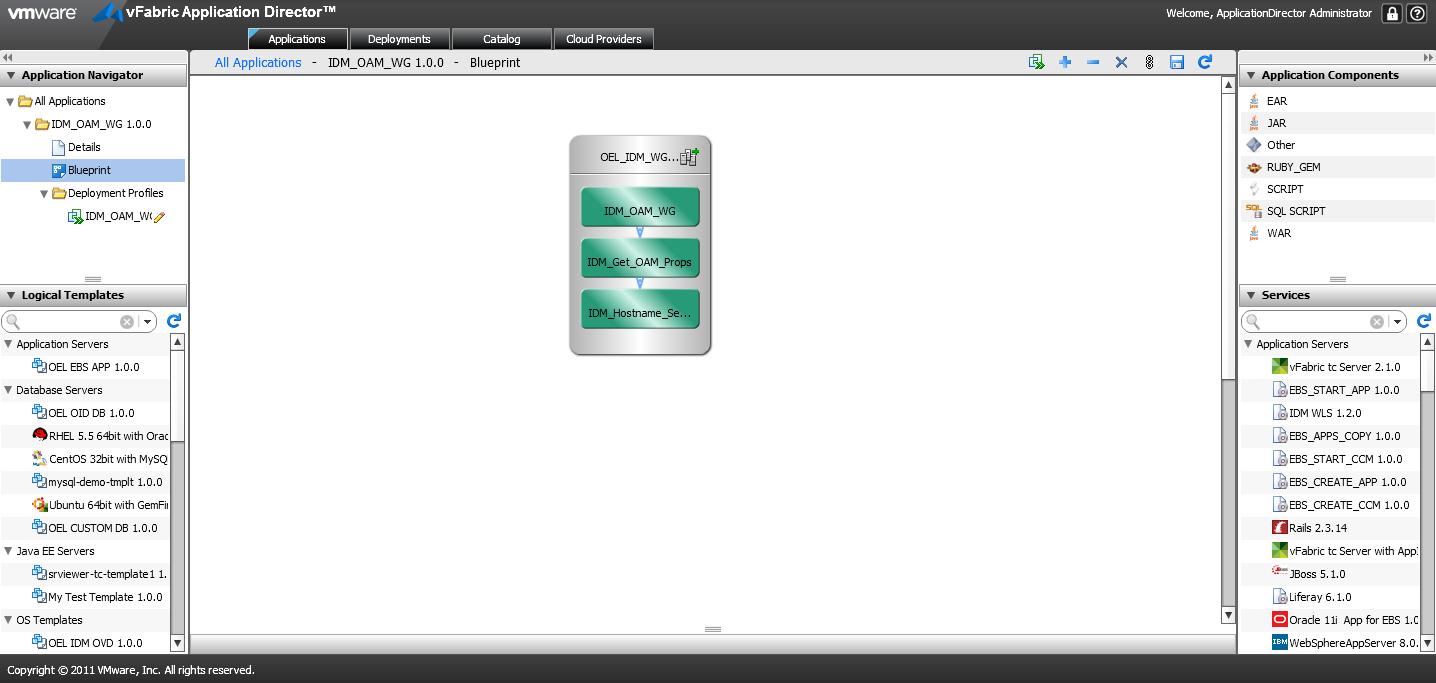 vmware vFabric Application Director™
Welcome, ApplicationDirector Administrator
Applications Deployments Catalog Cloud Providers
Application Navigator
All Applications
IDM_OAM_WG 1.0.0
Details
Blueprint
Deployment Profiles
IDM_OAM_WG
Logical Templates
Application Servers
OEL EBS APP 1.0.0
Database Servers
OEL OID DB 1.0.0
RHEL 5.5 64bit with Orac
CentOS 32bit with MySQ
mysql-demo-tmplt 1.0.0
Ubuntu 64bit with GemFi
OEL CUSTOM DB 1.0.0
Java EE Servers
srviewer-tc-template1 1.
My Test Template 1.0.0
OS Templates
OEL IDM OVD 1.0.0
All Applications - IDM_OAM_WG 1.0.0 - Blueprint
OEL_IDM_WG...
IDM_OAM_WG
IDM_Get_OAM_Props
IDM_Hostname_Se...
Application Components
EAR
JAR
Other
RUBY_GEM
SCRIPT
SQL SCRIPT
WAR
Services
Application Servers
vFabric tc Server 2.1.0
EBS_START_APP 1.0.0
IDM WLS 1.2.0
EBS_APPS_COPY 1.0.0
EBS_START_CCM 1.0.0
EBS_CREATE_APP 1.0.0
EBS_CREATE_CCM 1.0.0
Rails 2.3.14
vFabric tc Server with App
JBoss 5.1.0
Liferay 6.1.0
Oracle 11i App for EBS 1.0
WebSphereAppServer 8.0.
Copyright © 2011 VMware, Inc. All rights reserved.